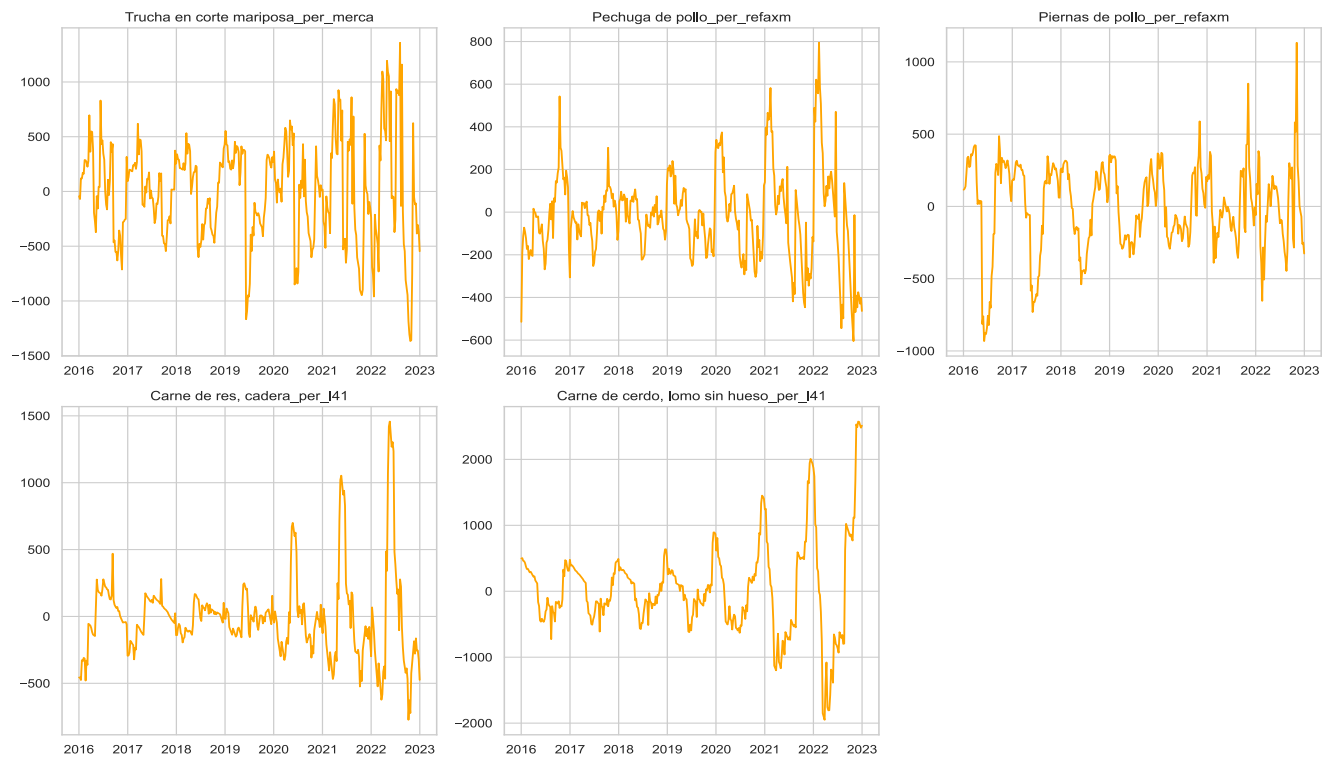 Trucha en corte mariposa_per_merca
1000
500
0
−500
−1000
−1500
2016 2017 2018 2019 2020 2021 2022 2023
Pechuga de pollo_per_refaxm
800
600
400
200
0
−200
−400
−600
2016 2017 2018 2019 2020 2021 2022 2023
Piernas de pollo_per_refaxm
1000
500
0
−500
−1000
2016 2017 2018 2019 2020 2021 2022 2023
Carne de res, cadera_per_l41
1500
1000
500
0
−500
2016 2017 2018 2019 2020 2021 2022 2023
Carne de cerdo, lomo sin hueso_per_l41
2000
1000
0
−1000
−2000
2016 2017 2018 2019 2020 2021 2022 2023